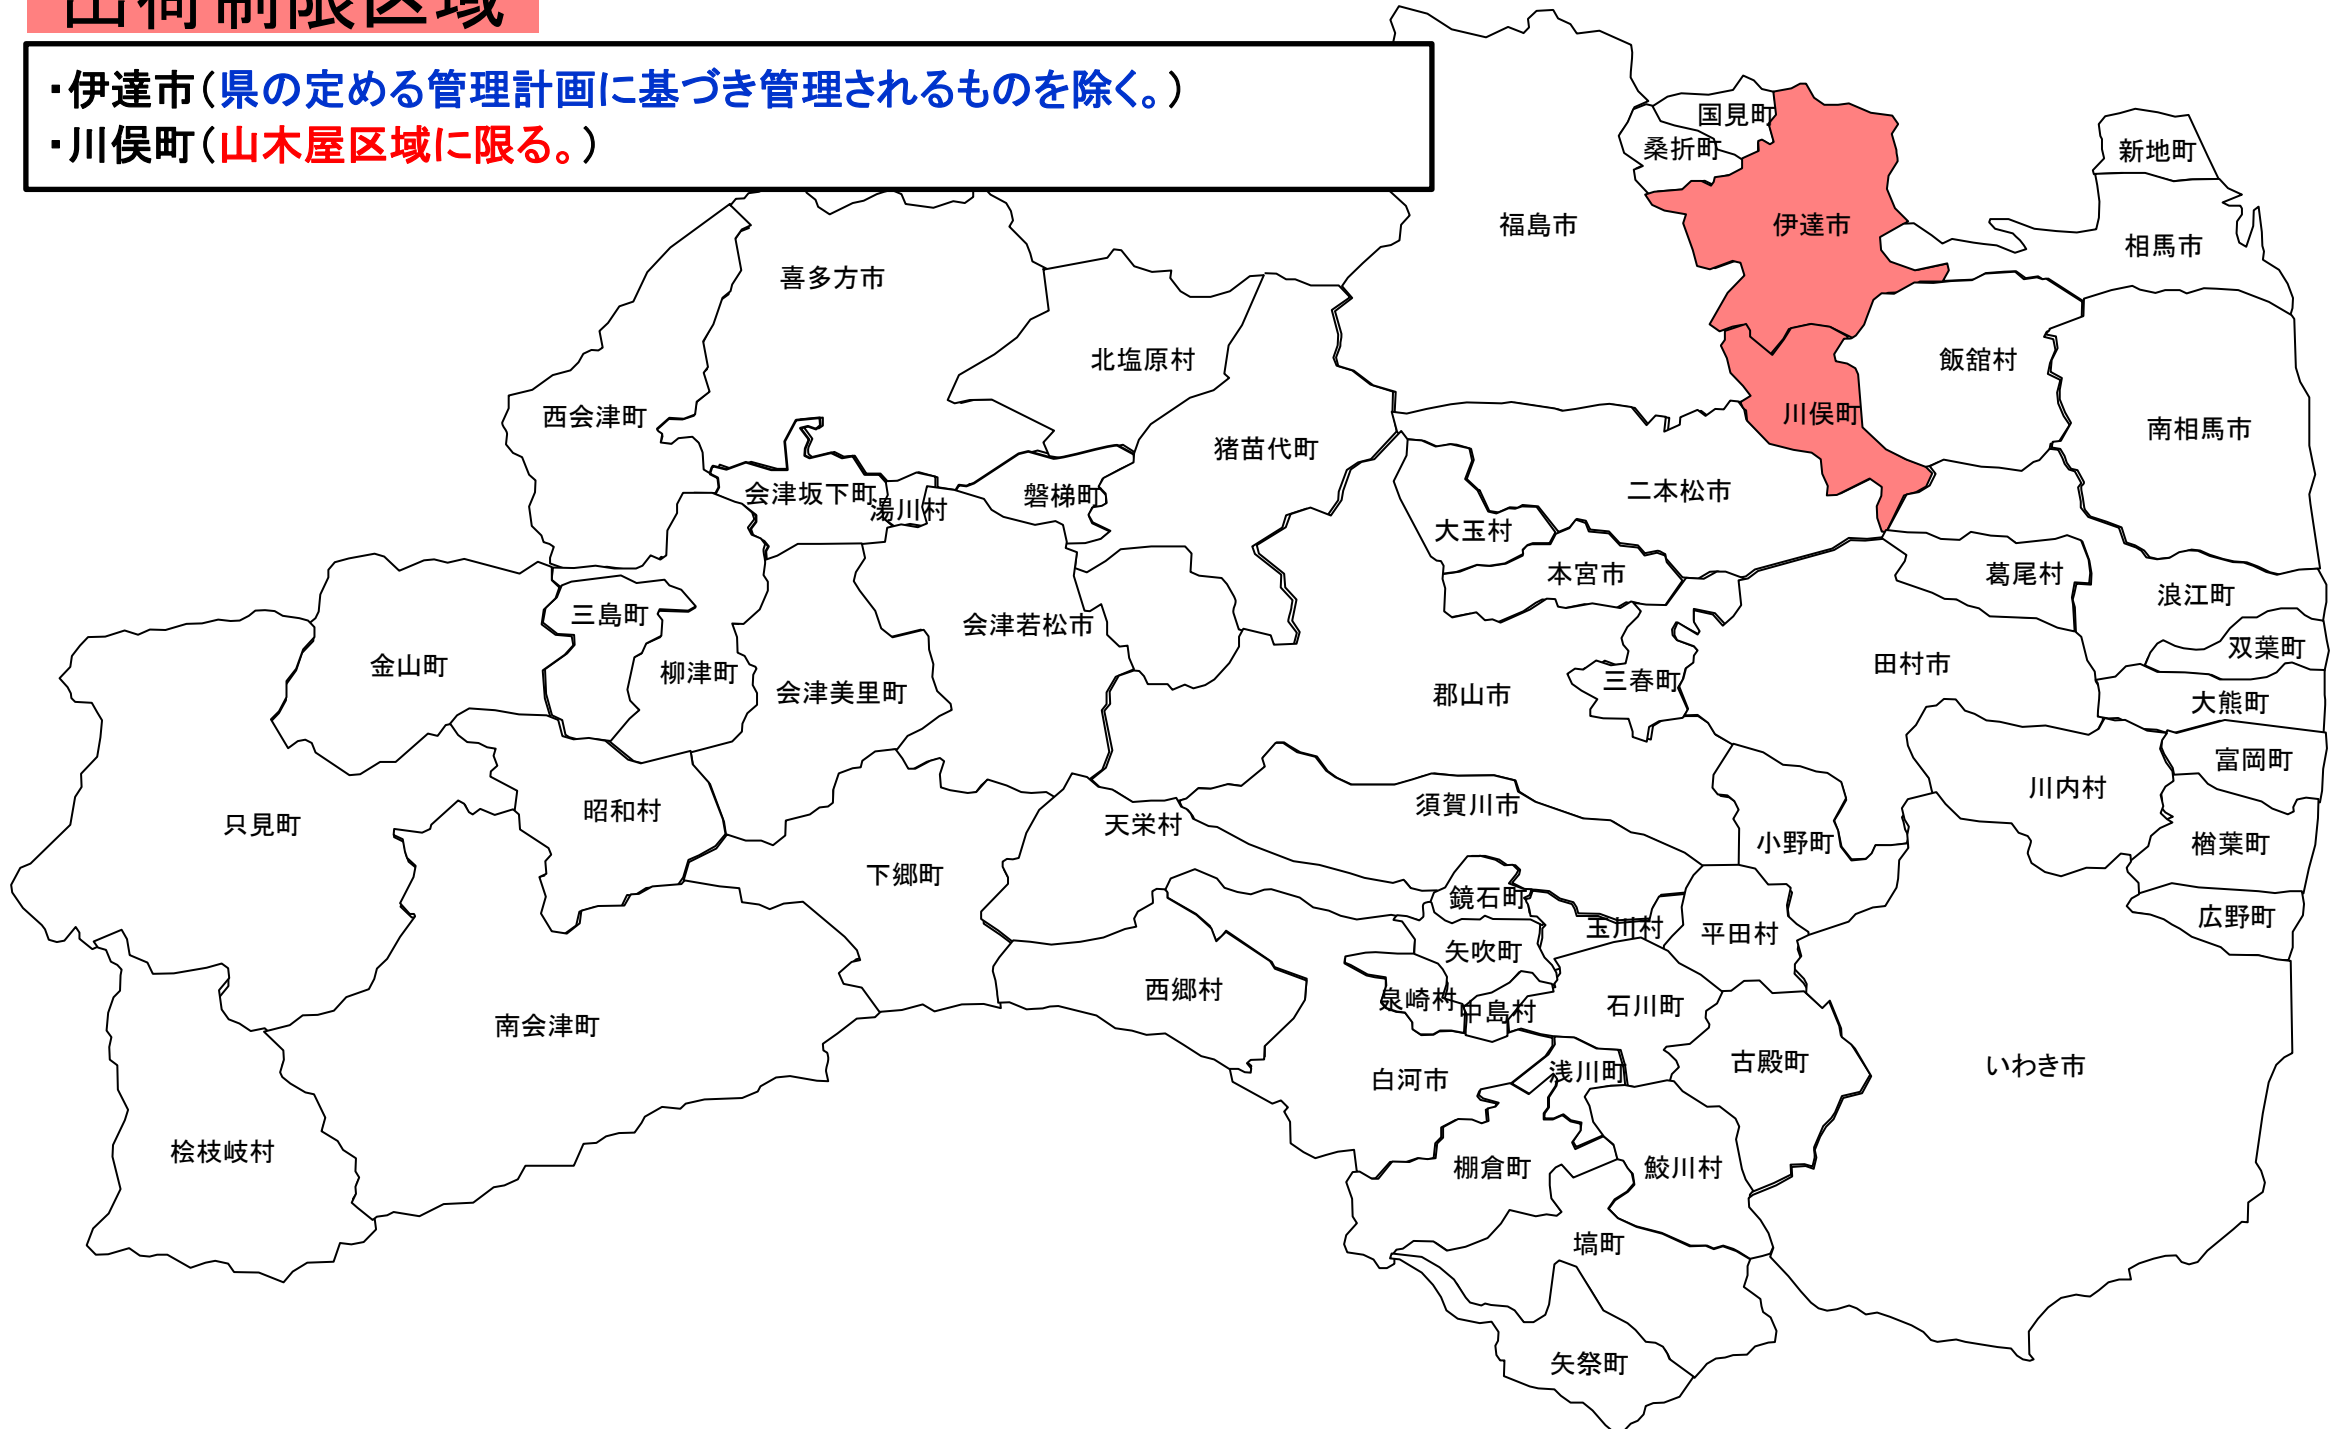 出荷制限区域
・伊達市（県の定める管理計画に基づき管理されるものを除く。）
・川俣町（山木屋区域に限る。）
国見町
桑折町
新地町
福島市
伊達市
相馬市
喜多方市
北塩原村
飯舘村
西会津町
川俣町
南相馬市
猪苗代町
会津坂下町
湯川村
磐梯町
二本松市
大玉村
本宮市
葛尾村
浪江町
三島町
会津若松市
双葉町
金山町
柳津町
会津美里町
郡山市
三春町
田村市
大熊町
富岡町
川内村
只見町
昭和村
天栄村
須賀川市
小野町
楢葉町
下郷町
鏡石町
玉川村
平田村
広野町
矢吹町
西郷村
泉崎村
中島村
石川町
南会津町
古殿町
いわき市
白河市
浅川町
桧枝岐村
棚倉町
鮫川村
塙町
矢祭町